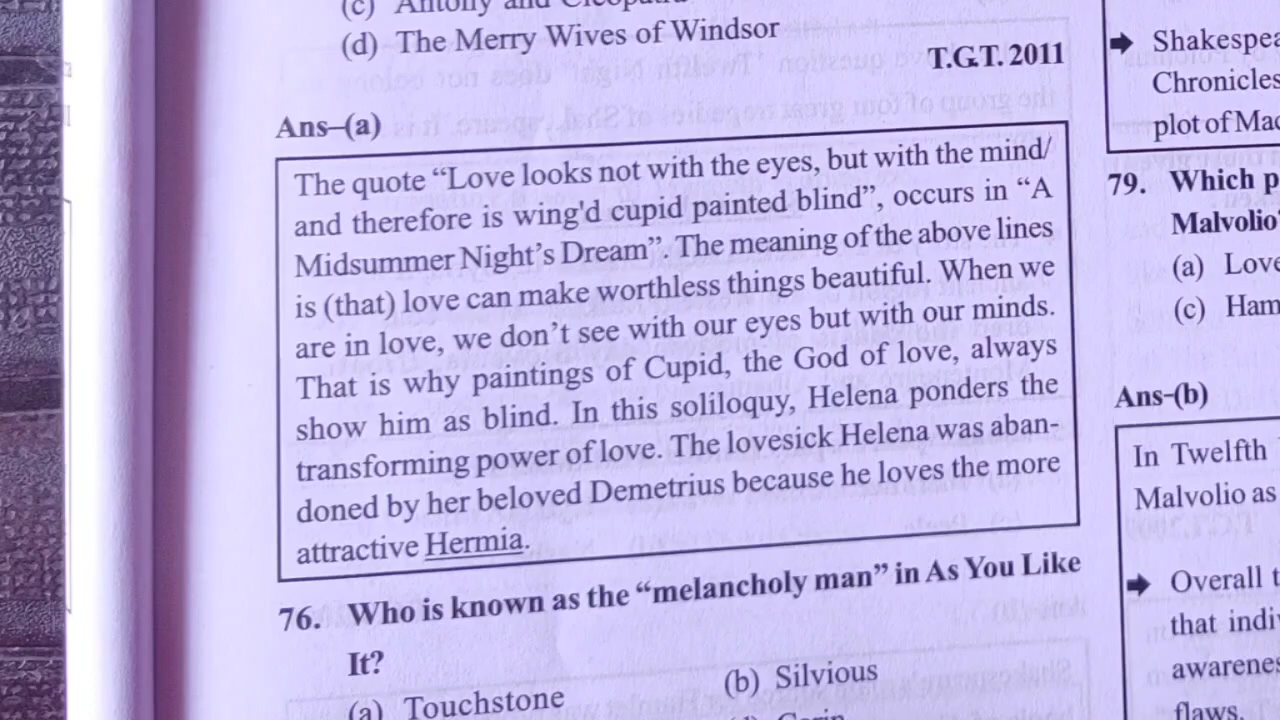 (c) Antony and Cleopatra
(d) The Merry Wives of Windsor
T.G.T. 2011
Ans–(a)
The quote “Love looks not with the eyes, but with the mind/
and therefore is wing'd cupid painted blind”, occurs in “A
Midsummer Night’s Dream”. The meaning of the above lines
is (that) love can make worthless things beautiful. When we
are in love, we don’t see with our eyes but with our minds.
That is why paintings of Cupid, the God of love, always
show him as blind. In this soliloquy, Helena ponders the
transforming power of love. The lovesick Helena was aban-
doned by her beloved Demetrius because he loves the more
attractive Hermia.
76. Who is known as the “melancholy man” in As You Like
It?
(a) Touchstone
(b) Silvious
Corin
➡ Shakespea
Chronicles
plot of Mac
79. Which p
Malvolio
(a) Love
(c) Ham
Ans-(b)
In Twelfth
Malvolio as
➡ Overall t
that indiv
awarenes
flaws.